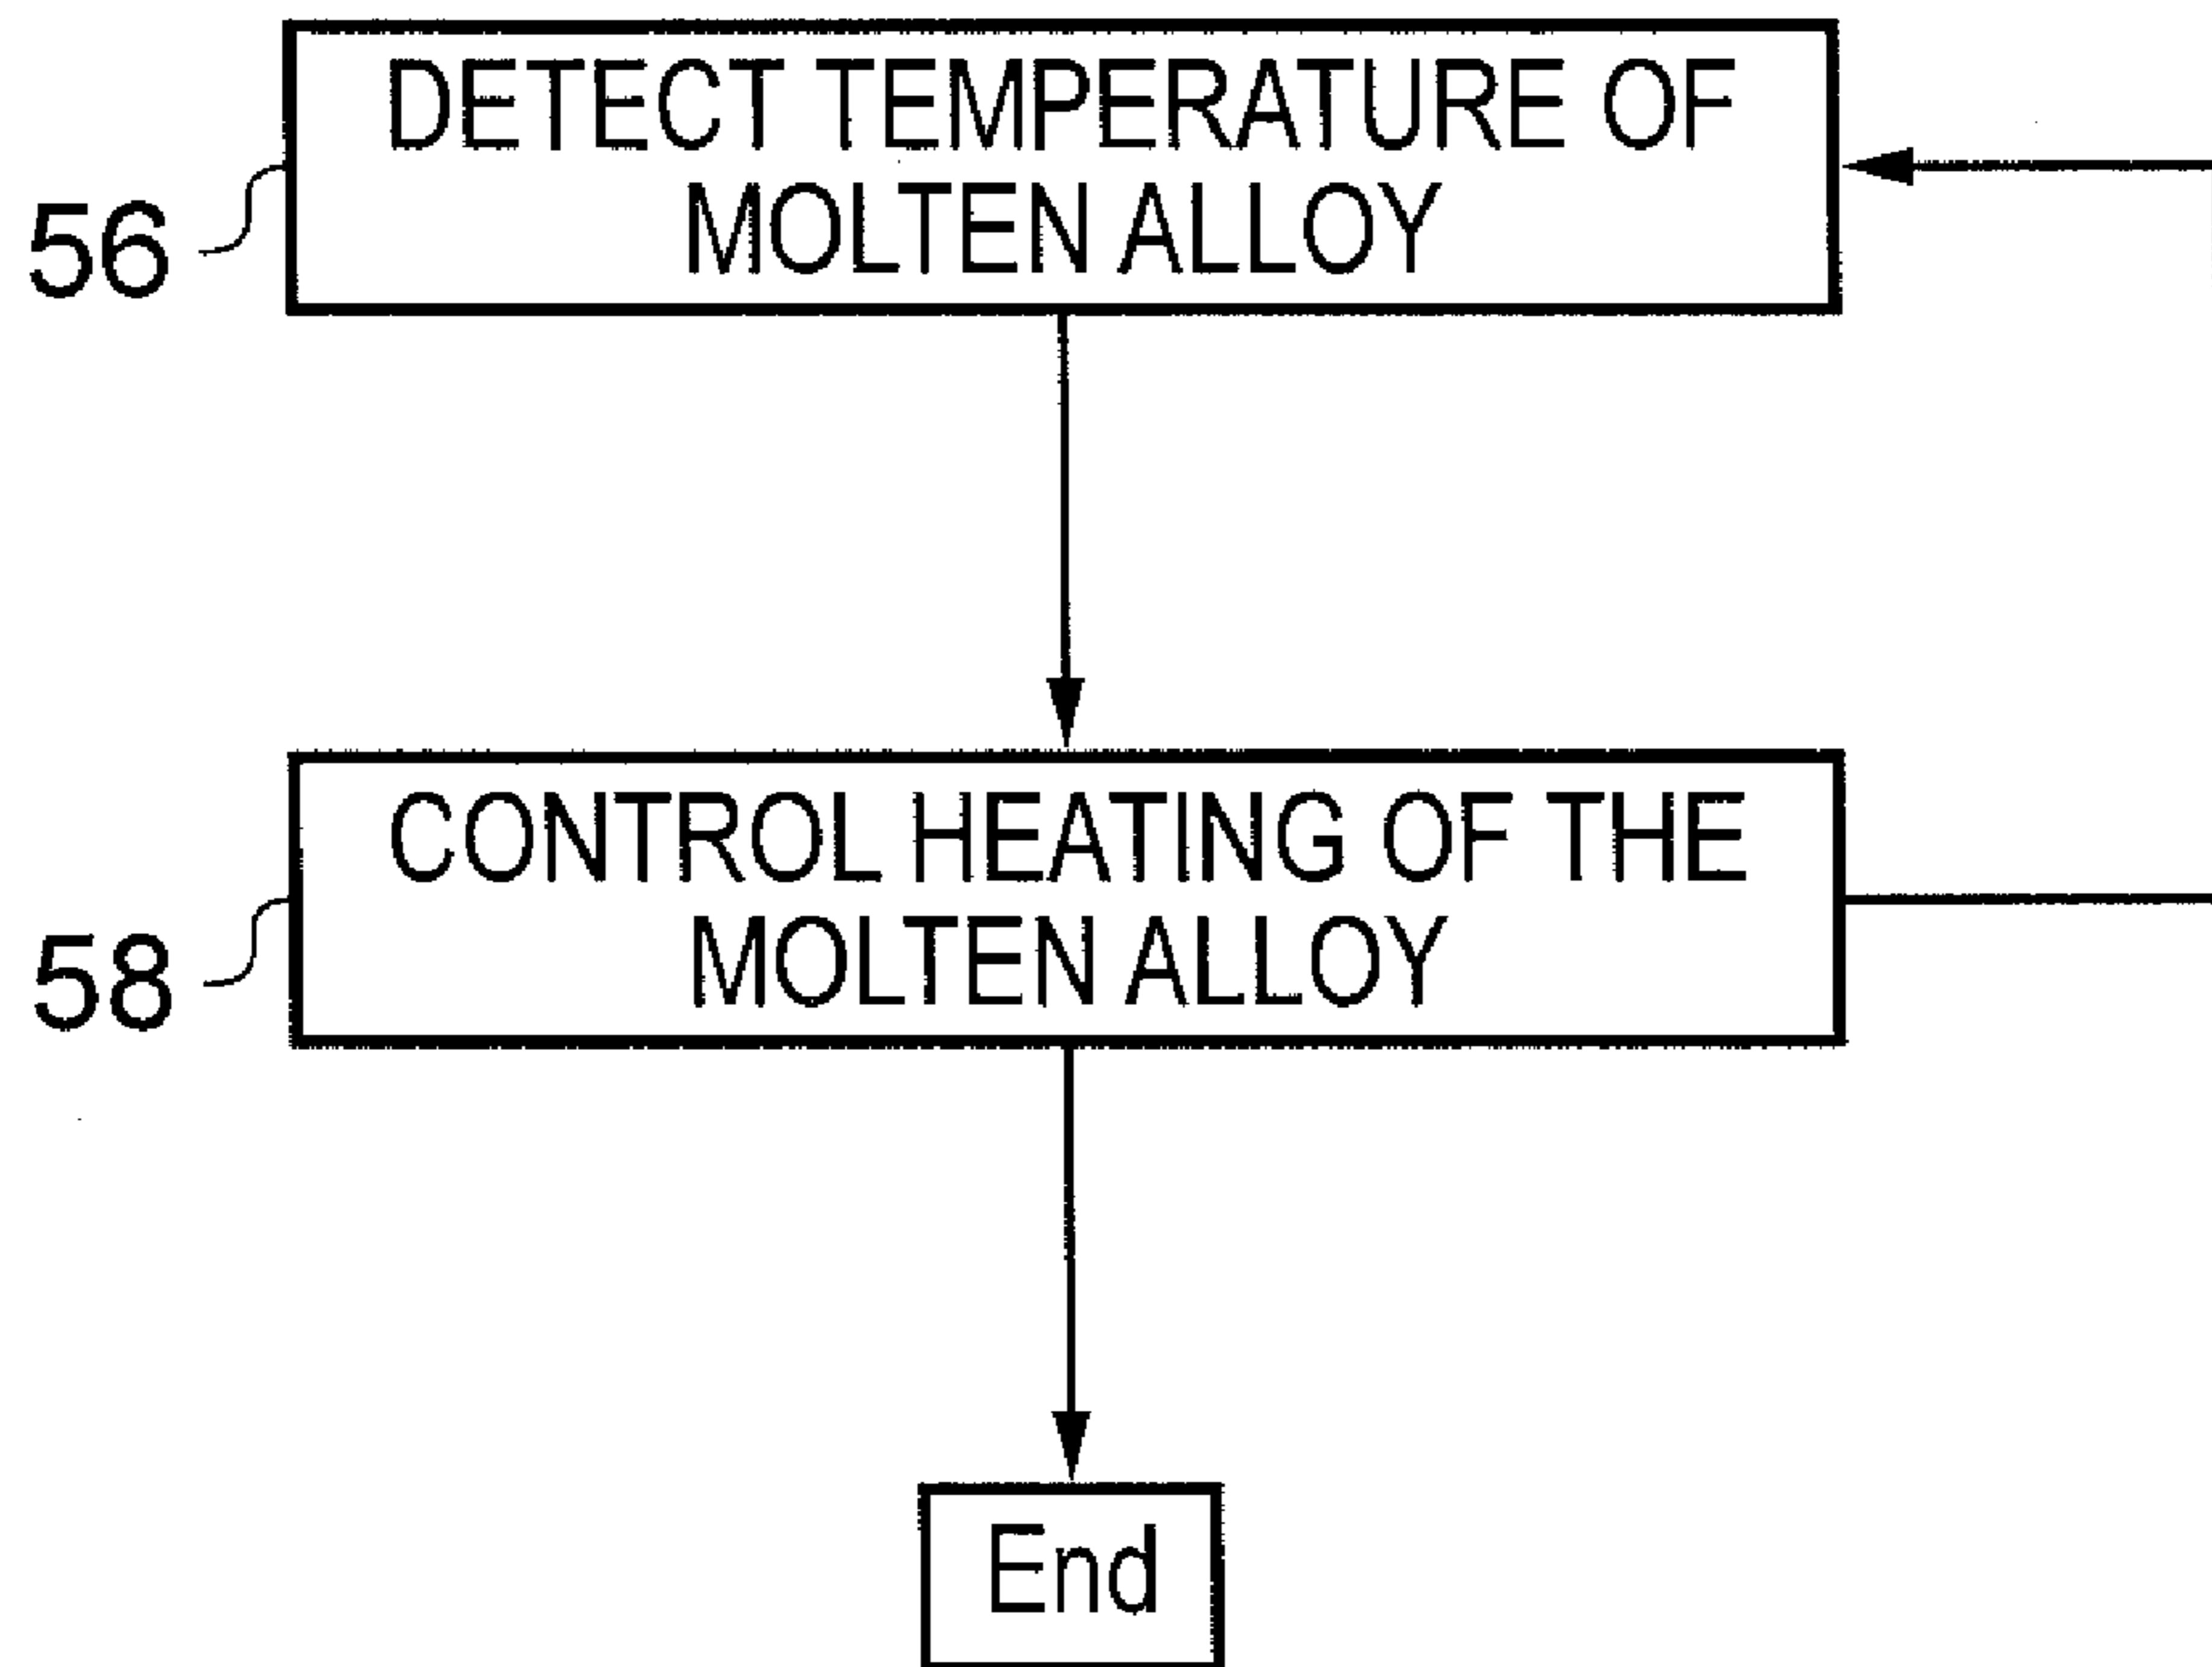 DETECT TEMPERATURE OF
MOLTEN ALLOY
56
CONTROL HEATING OF THE
MOLTEN ALLOY
58
End